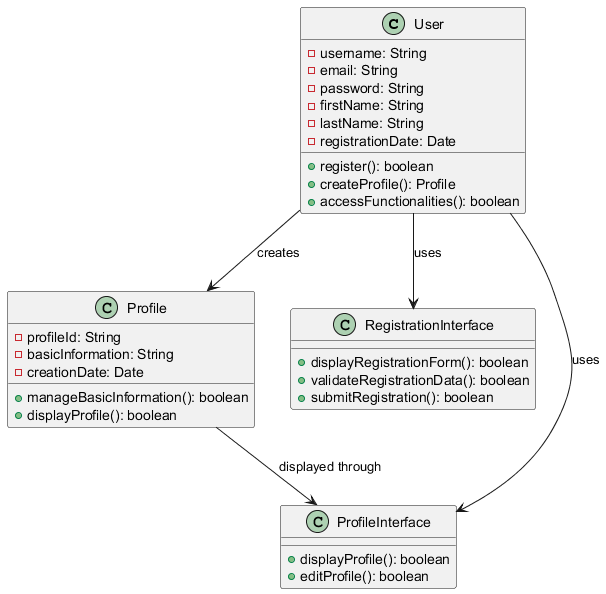 C User
username: String
email: String
password: String
firstName: String
lastName: String
registrationDate: Date
register(): boolean
createProfile(): Profile
accessFunctionalities(): boolean
creates
uses
C Profile
profileId: String
basicInformation: String
creationDate: Date
manageBasicInformation(): boolean
displayProfile(): boolean
C RegistrationInterface
displayRegistrationForm(): boolean
validateRegistrationData(): boolean
submitRegistration(): boolean
uses
displayed through
C ProfileInterface
displayProfile(): boolean
editProfile(): boolean